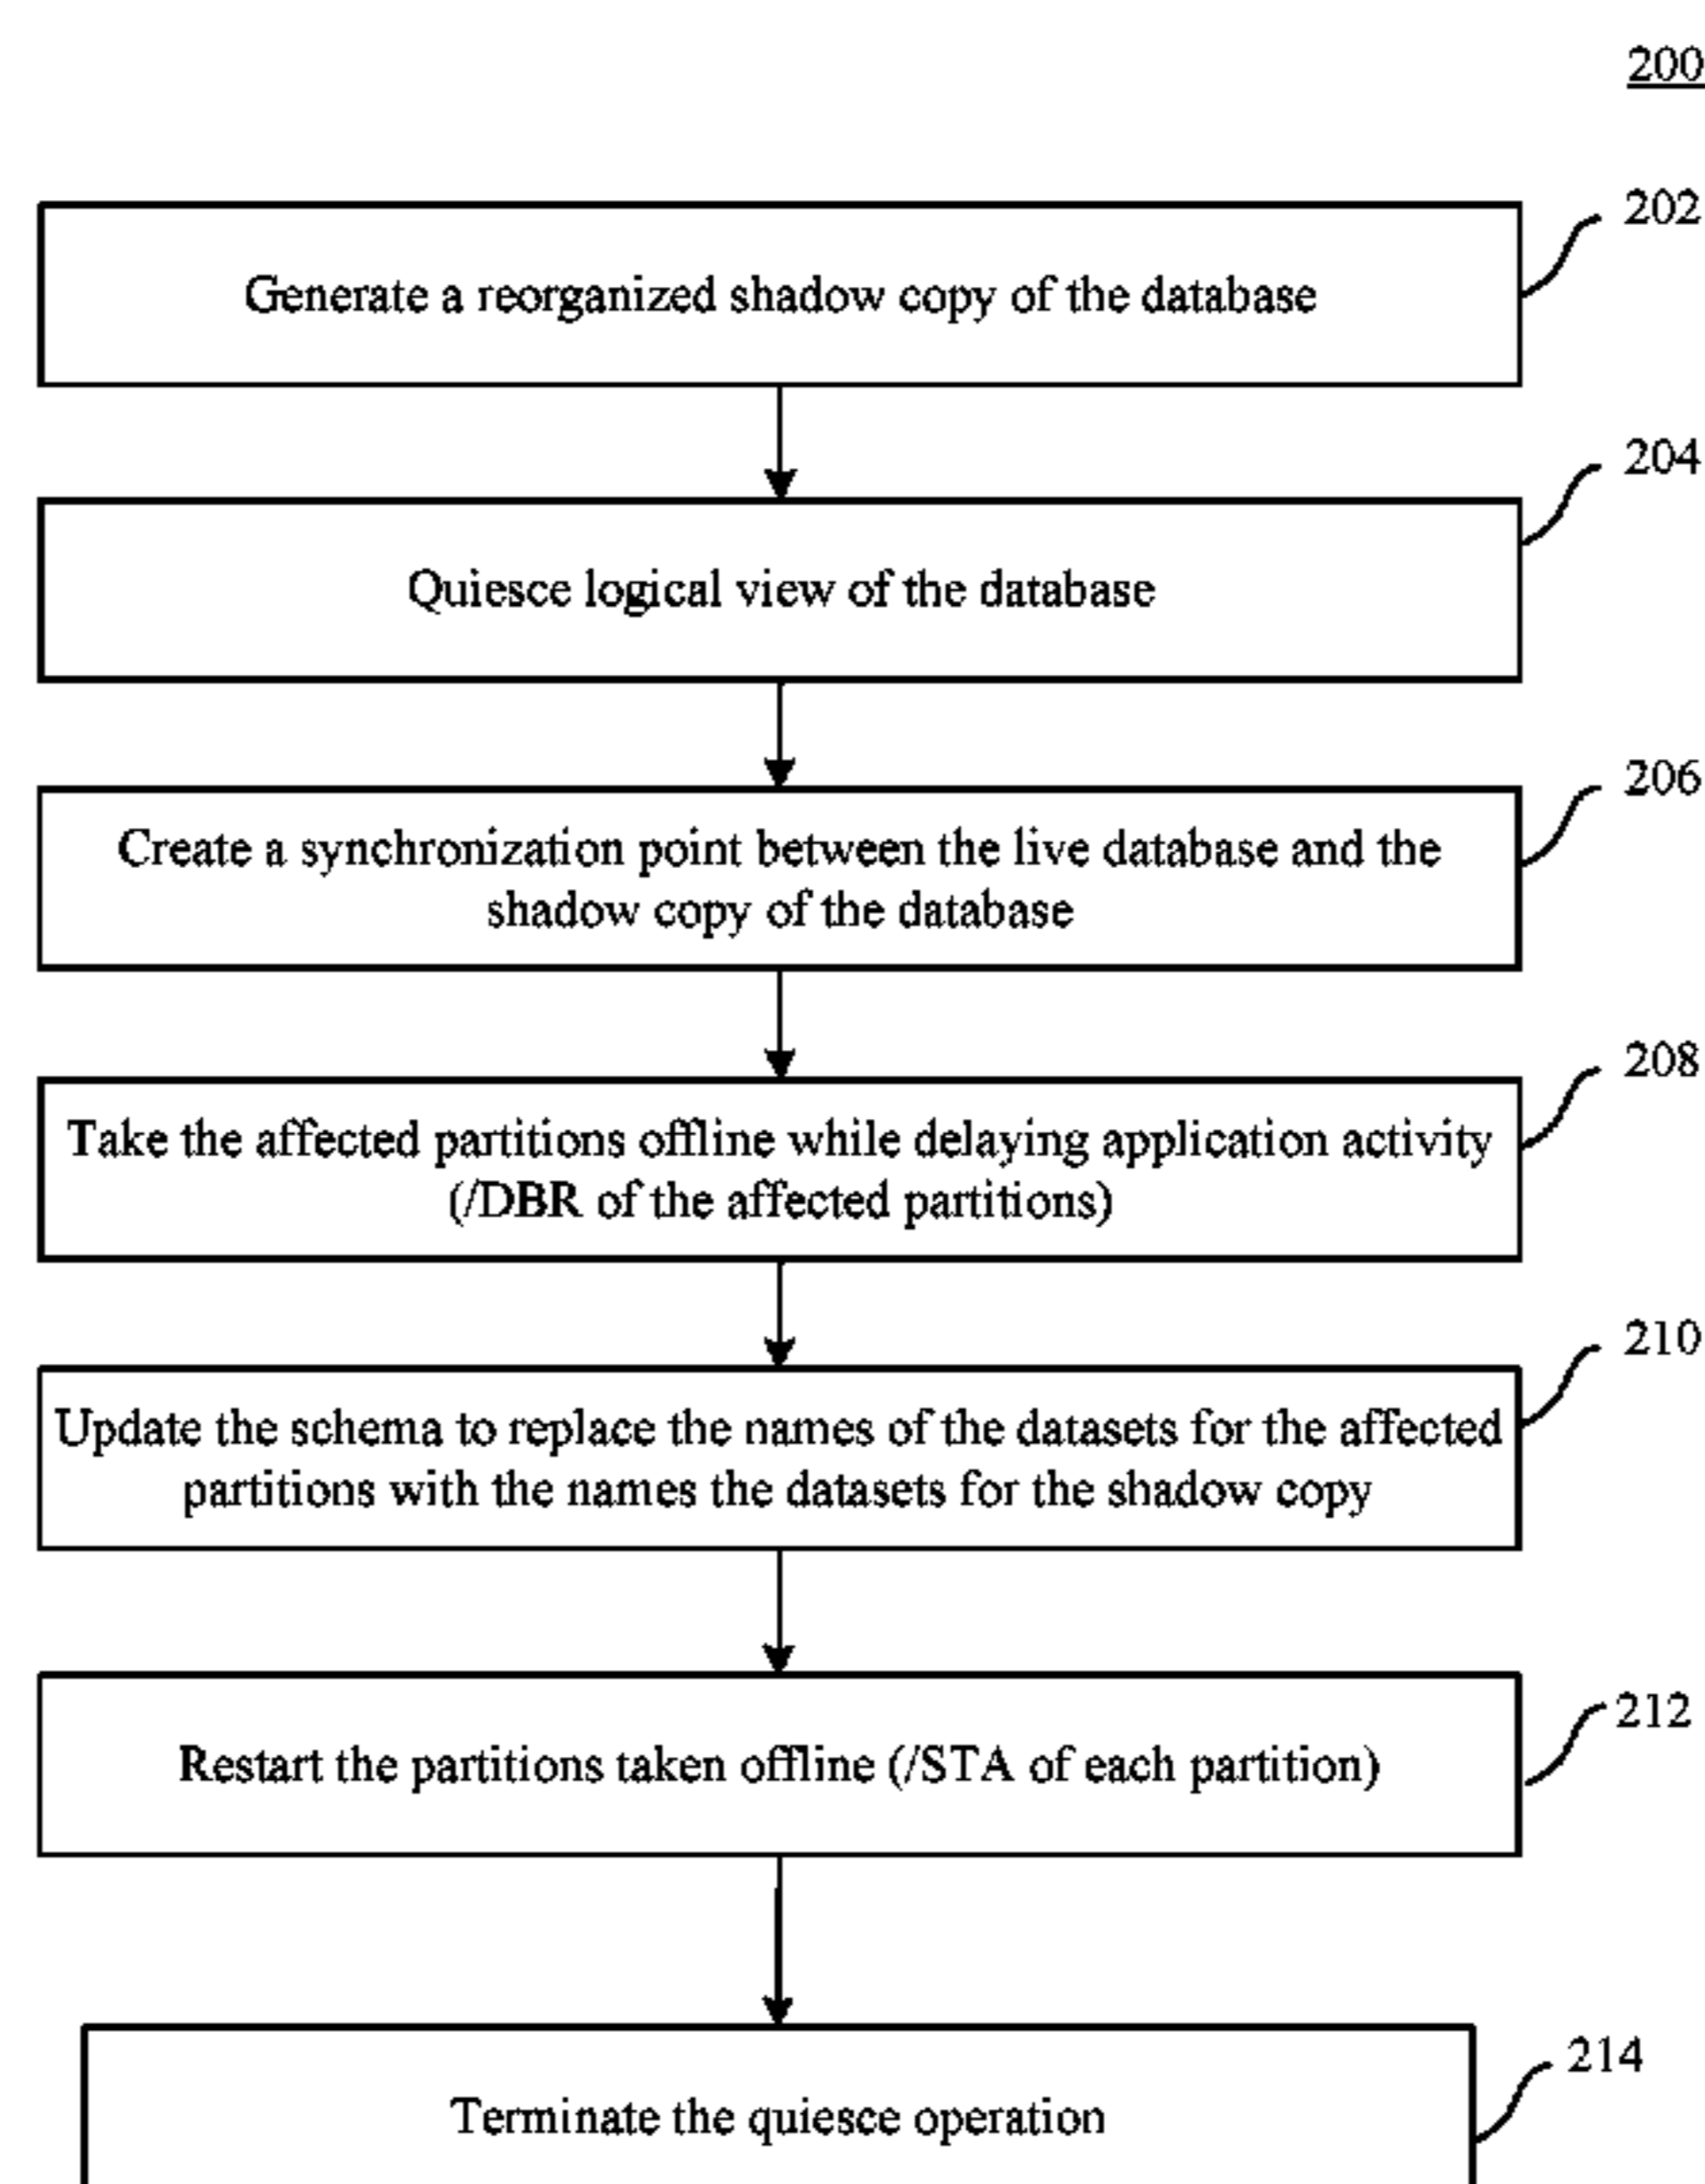 200
202
Generate a reorganized shadow copy of the database
204
Quiesce logical view of the database
206
Create a synchronization point between the live database and the
shadow copy of the database
208
Take the affected partitions offline while delaying application activity
(/DBR of the affected partitions)
210
Update the schema to replace the names of the datasets for the affected
partitions with the names the datasets for the shadow copy
212
Restart the partitions taken offline (/STA of each partition)
214
Terminate the quiesce operation